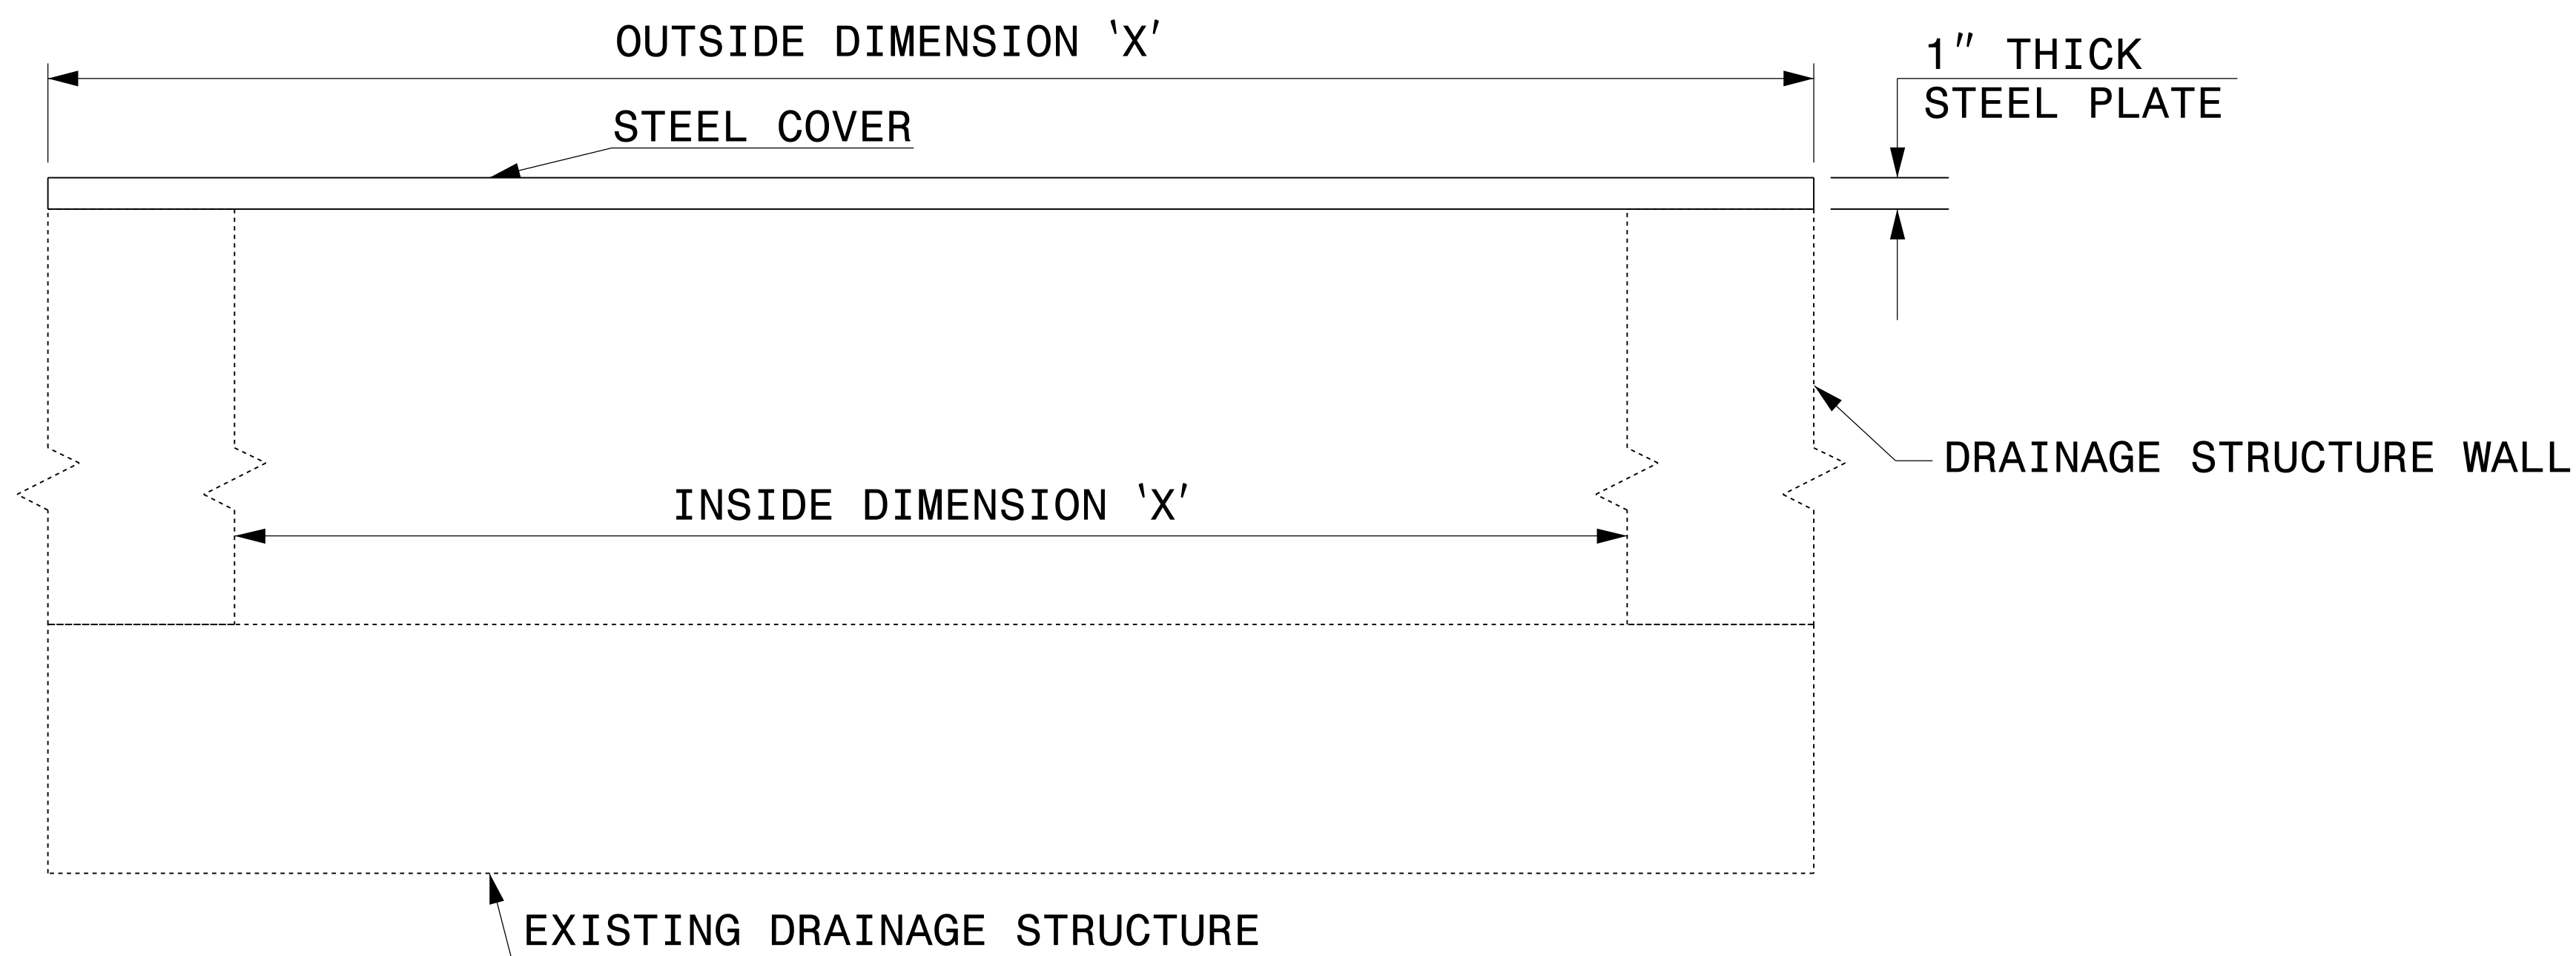 OUTSIDE DIMENSION 'X'
1" THICK
STEEL PLATE
STEEL COVER
DRAINAGE STRUCTURE WALL
INSIDE DIMENSION 'X'
EXISTING DRAINAGE STRUCTURE